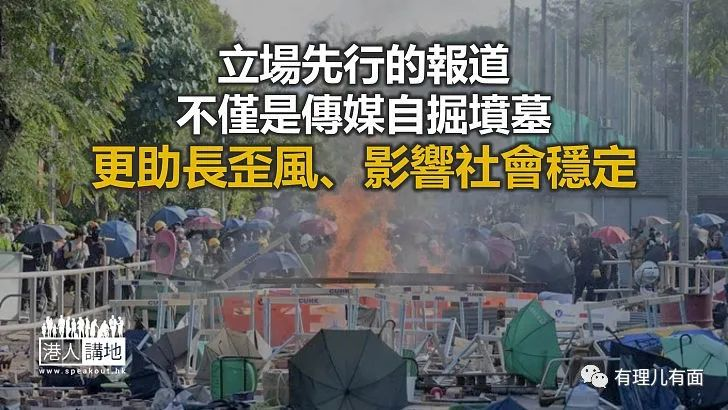 立場先行的報道
不僅是傳媒自掘墳墓
更助長歪風、影響社會穩定
CUHK
CUHK
港人講地
www.speakout.hk
有理儿有面